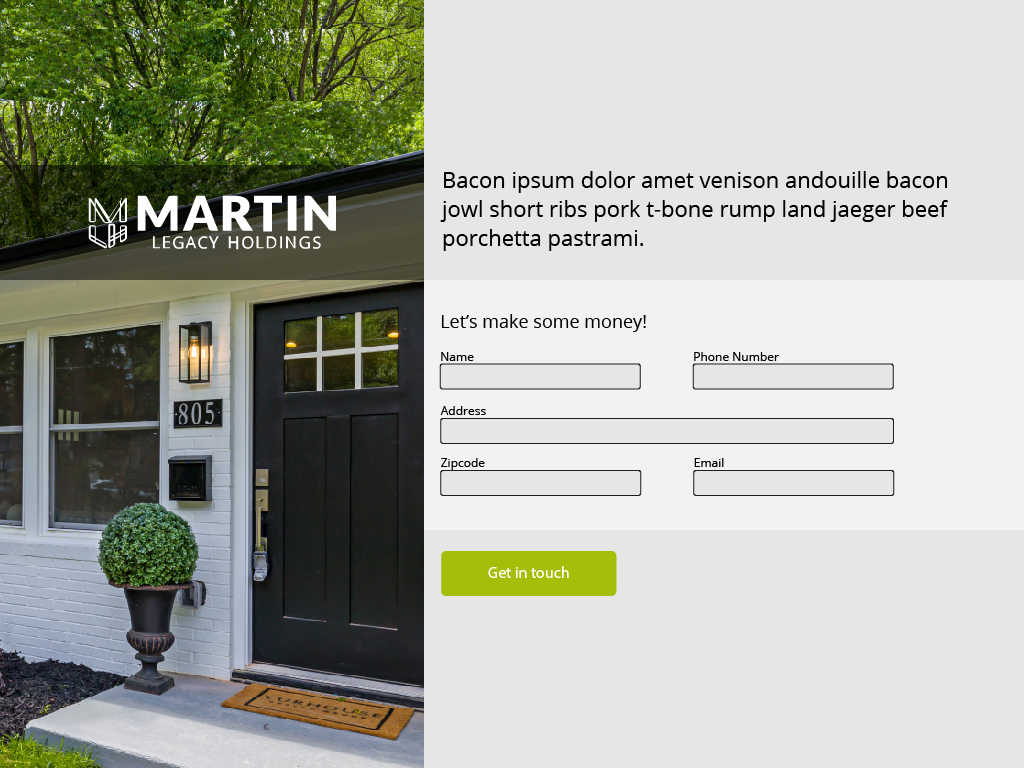 MARTIN
LEGACY HOLDINGS
Bacon ipsum dolor amet venison andouille bacon
jowl short ribs pork t-bone rump land jaeger beef
porchetta pastrami.
Let’s make some money!
Name
Phone Number
Address
Zipcode
Email
Get in touch
805